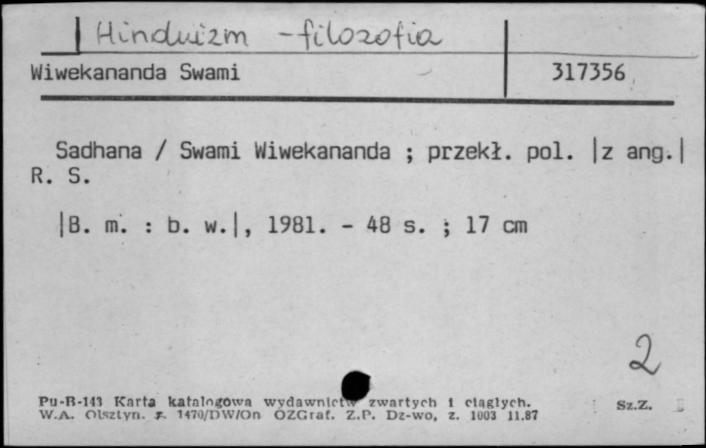 Hinduizm - filozofia
Wiwekananda Swami 317356
Sadhana / Swami Wiwekananda ; przekł. pol. |z ang.|
R. S.
|B. m. : b. w.|, 1981. - 48 s. ; 17 cm
2
Pu-B-143 Karta katalogowa wydawnictw zwartych i ciągłych. Sz.Z.
W.A. Olsztyn. z. 1470/DW/On OZGraf. Z.P. Dz-wo, z. 1003 11.87